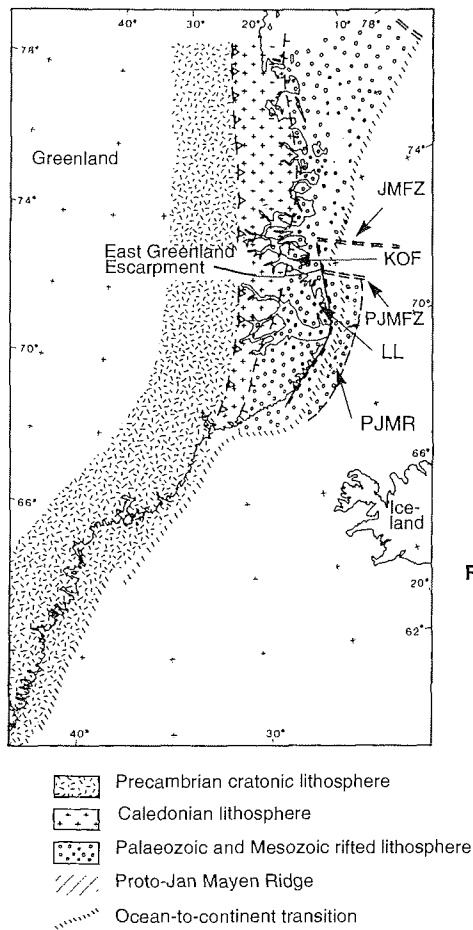 40°
20°
10°
78°
78°
Greenland
74°
74°
JMFZ
East Greenland
Escarpment
KOF
PJMFZ
70°
LL
70°
PJMR
66°
66°
Ice-
land
F
20°
62°
40°
30°
Precambrian cratonic lithosphere
Caledonian lithosphere
Palaeozoic and Mesozoic rifted lithosphere
Proto-Jan Mayen Ridge
Ocean-to-continent transition